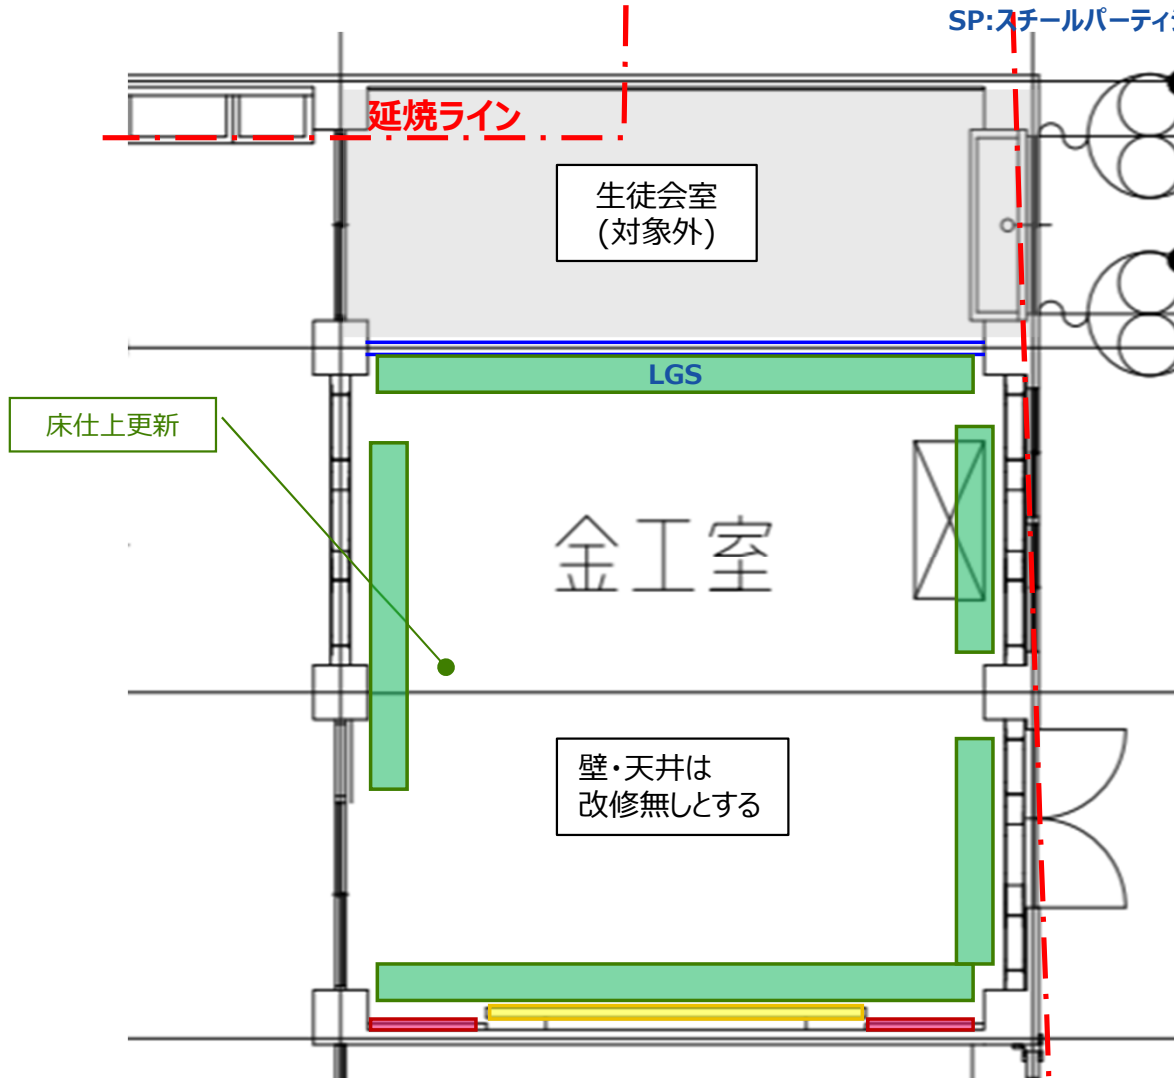 SP:スチールパーティ
延焼ライン
生徒会室
(対象外)
LGS
床仕上更新
金工室
壁・天井は
改修無しとする